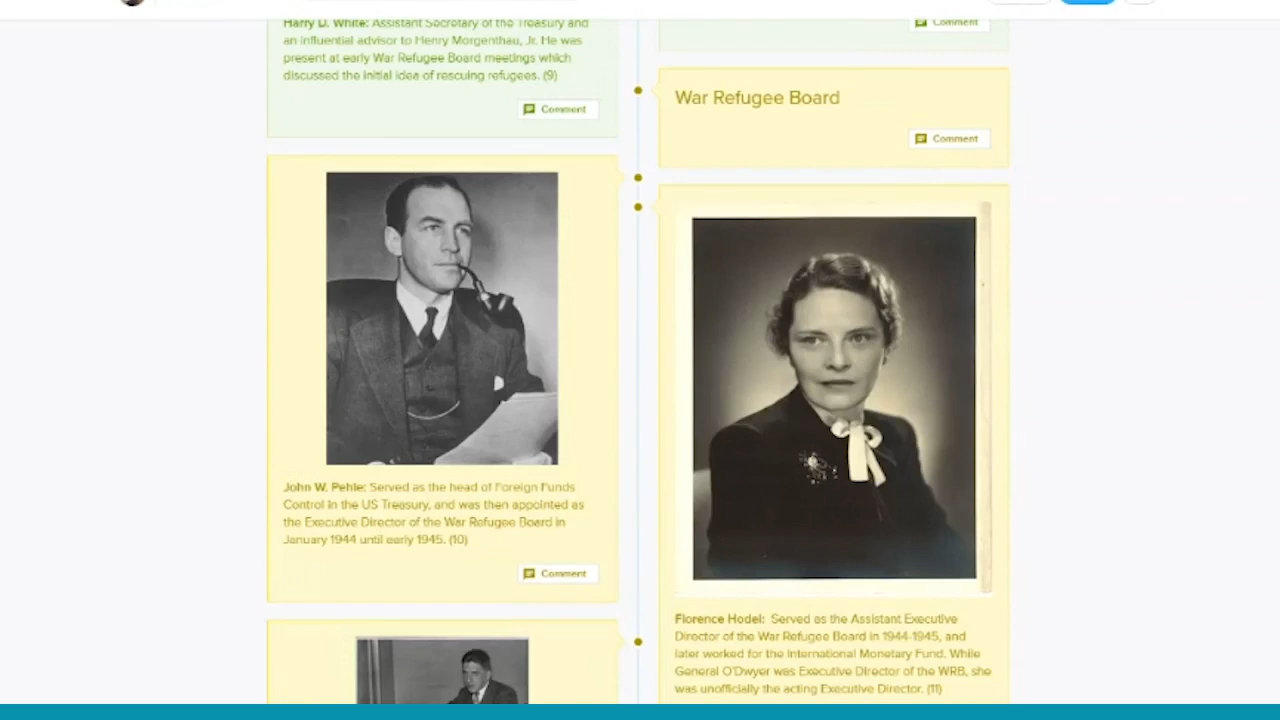 Harry D. White: Assistant Secretary of the Treasury and
an influential advisor to Henry Morgenthau, Jr. He was
present at early War Refugee Board meetings which
discussed the initial idea of rescuing refugees. (9)
Comment
John W. Pehle: Served as the head of Foreign Funds
Control in the US Treasury, and was then appointed as
the Executive Director of the War Refugee Board in
January 1944 until early 1945. (10)
Comment
Comment
War Refugee Board
Comment
Florence Hodel: Served as the Assistant Executive
Director of the War Refugee Board in 1944-1945, and
later worked for the International Monetary Fund. While
General O'Dwyer was Executive Director of the WRB, she
was unofficially the acting Executive Director. (11)